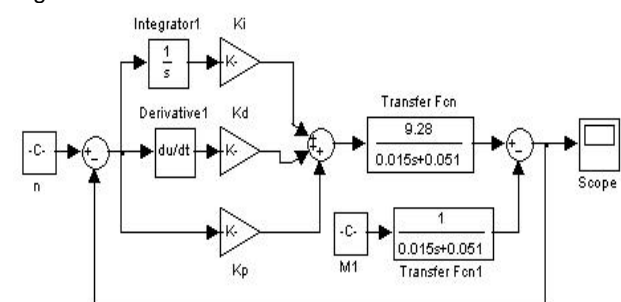 Integrator1 Ki
1
s
K-
Derivative1 Kd
du/dt
K-
-C-
n
Transfer Fcn
9.28
0.015s+0.051
Scope
K-
Kp
-C-
M1
1
0.015s+0.051
Transfer Fcn1